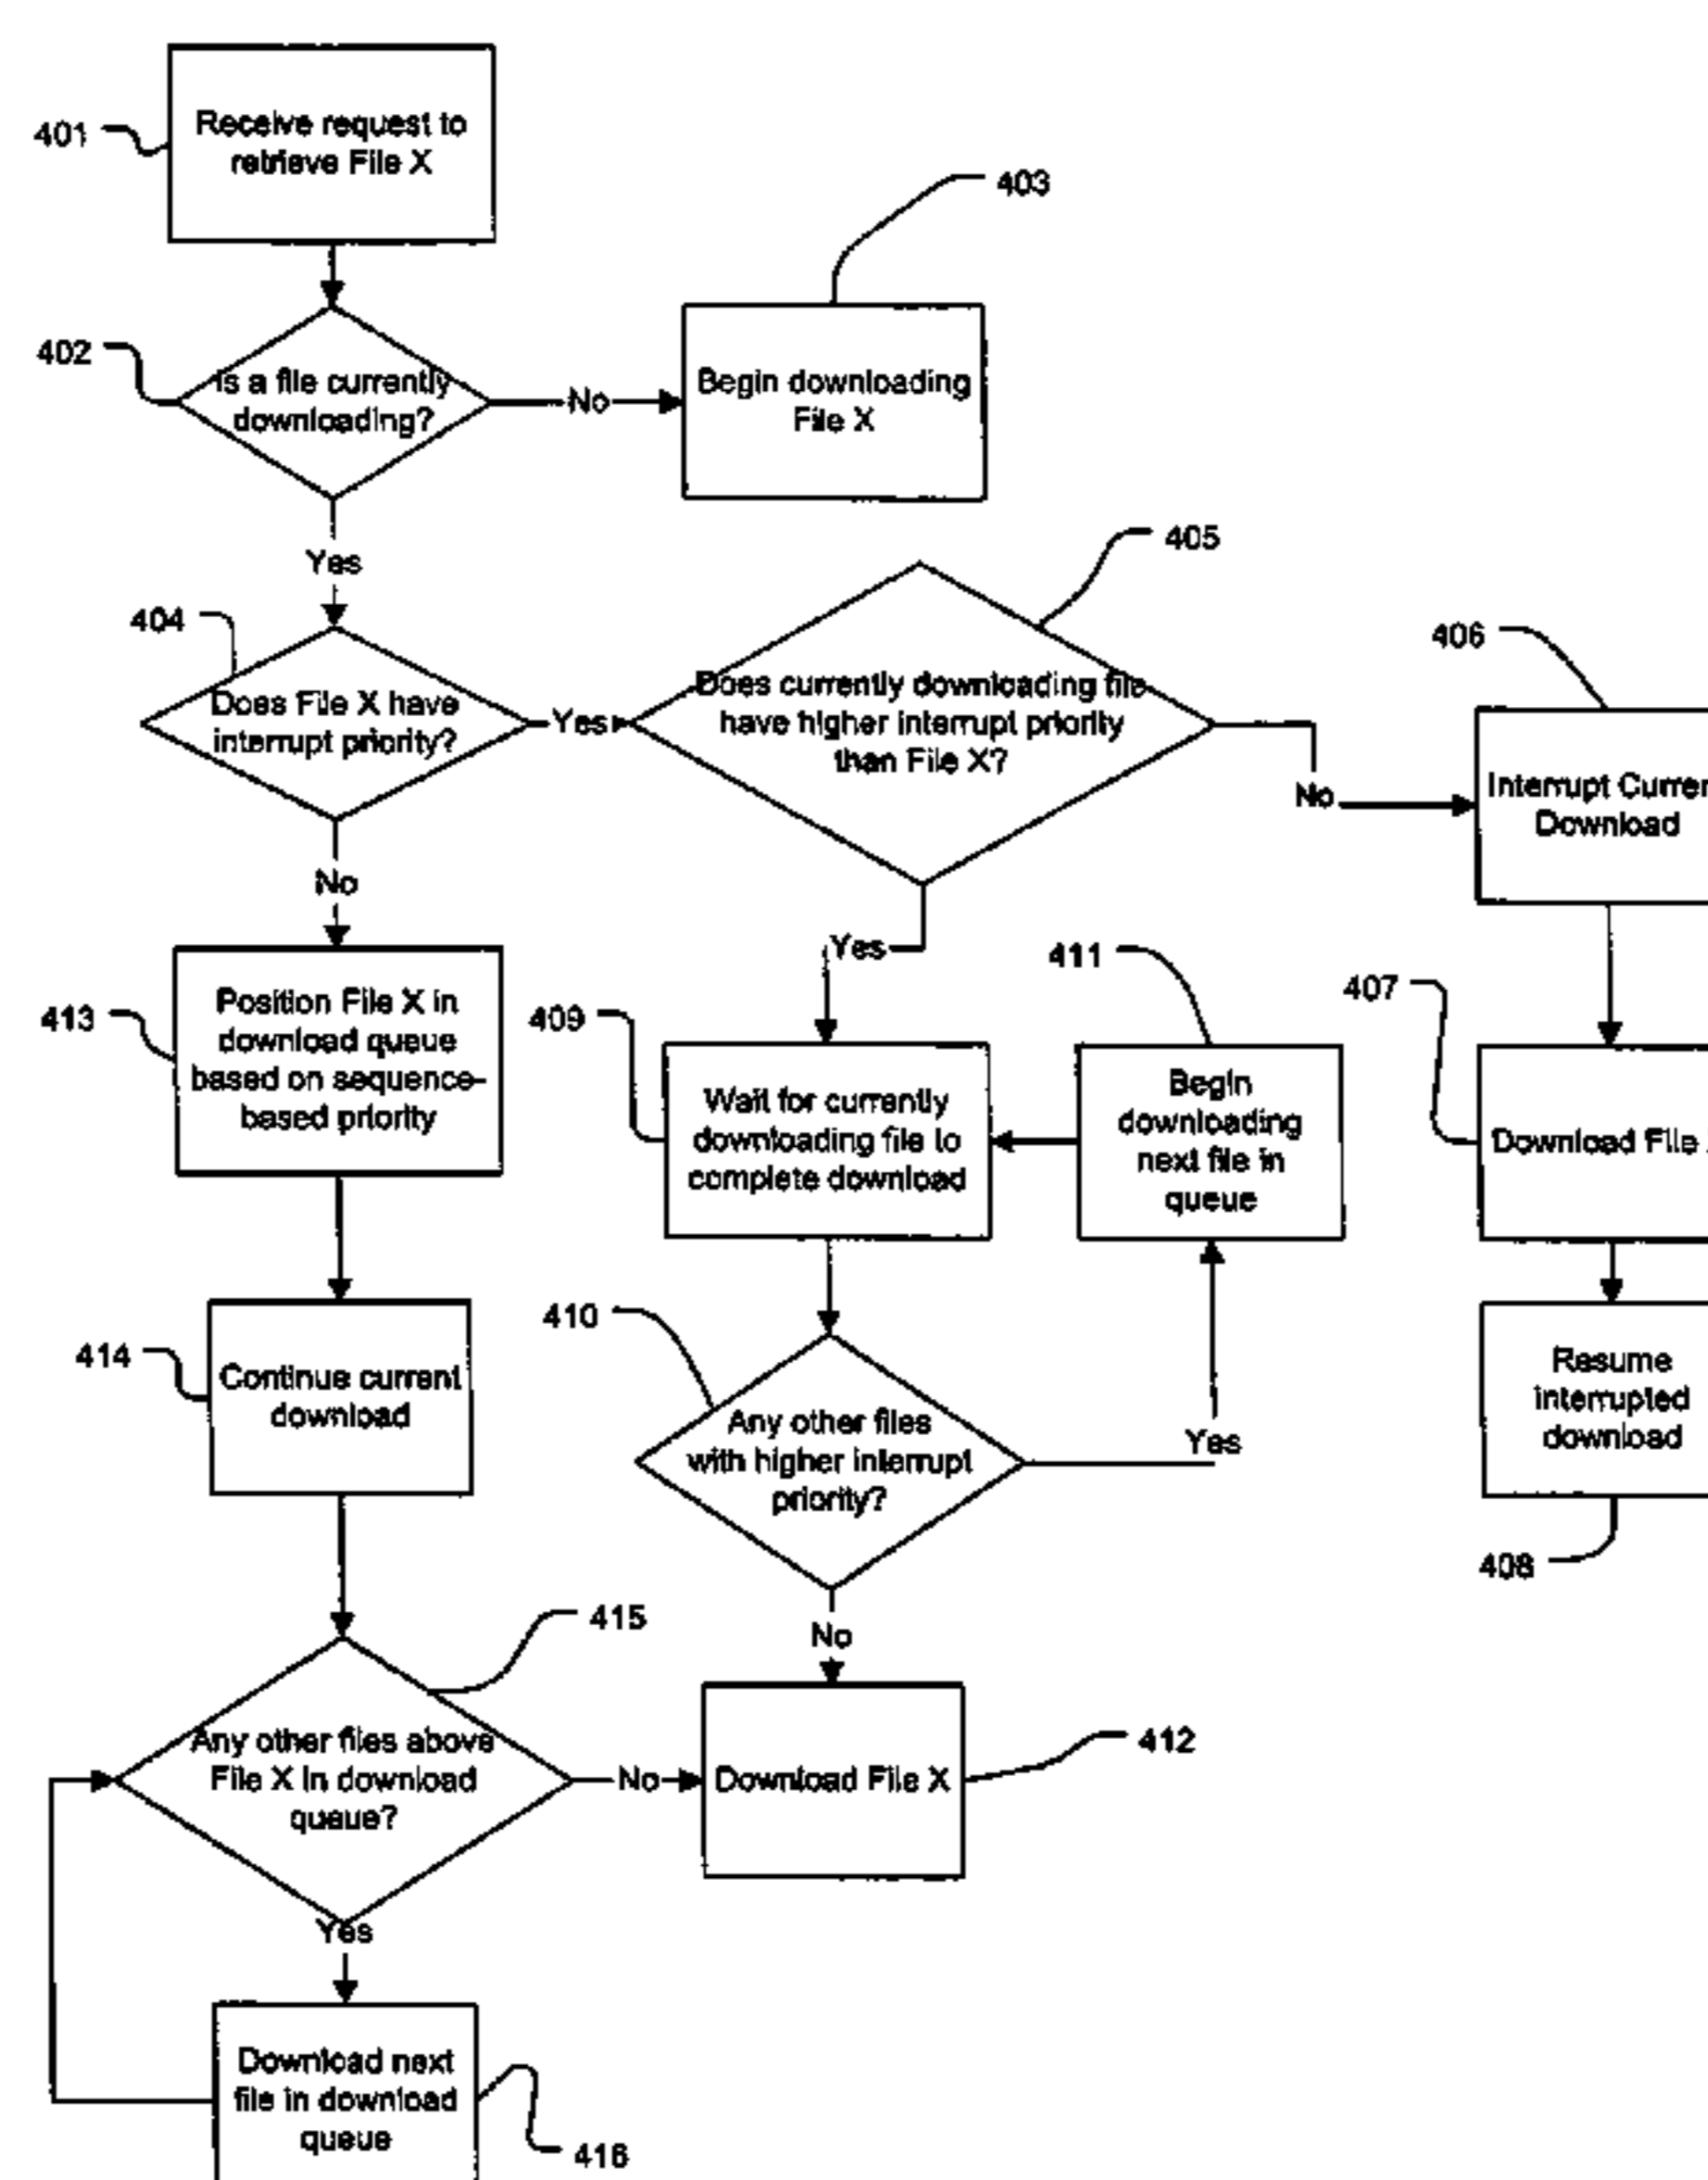 401
Receive request to
retrieve File X
403
402
Is a file currently
downloading?
No
Begin downloading
File X
Yes
405
404
Does File X have
interrupt priority?
Yes
Does currently downloading file
have higher interrupt priority
than File X?
406
No
Interrupt Curren
Download
No
Yes
411
407
413
Position File X in
download queue
based on sequence-
based priority
409
Wait for currently
downloading file to
complete download
Begin
downloading
next file in
queue
Download File
410
414
Continue current
download
Any other files
with higher interrupt
priority?
Yes
Resume
interrupted
download
408
415
No
Any other files above
File X in download
queue?
No
Download File X
412
Yes
Download next
file in download
queue
416